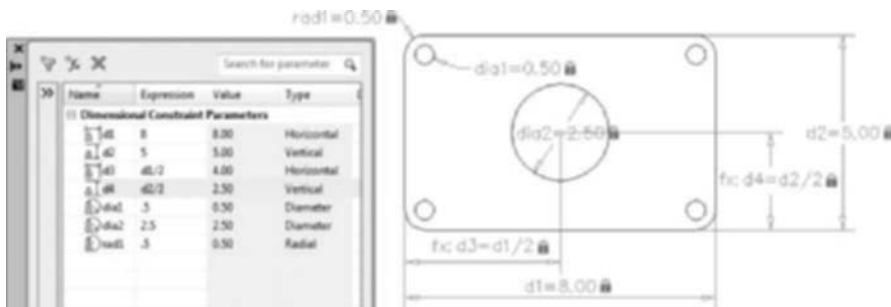 Search for parameter
Name Expression Value Type
Dimensional Constraint Parameters
d1 8 8.00 Horizontal
d2 5 5.00 Vertical
d3 d1/2 4.00 Horizontal
d4 d2/2 2.50 Vertical
dia1 .5 0.50 Diameter
dia2 2.5 2.50 Diameter
rad1 .5 0.50 Radial
rad1=0.50
dia1=0.50
dia2=2.50
d2=5.00
fx: d4=d2/2
fx: d3=d1/2
d1=8.00